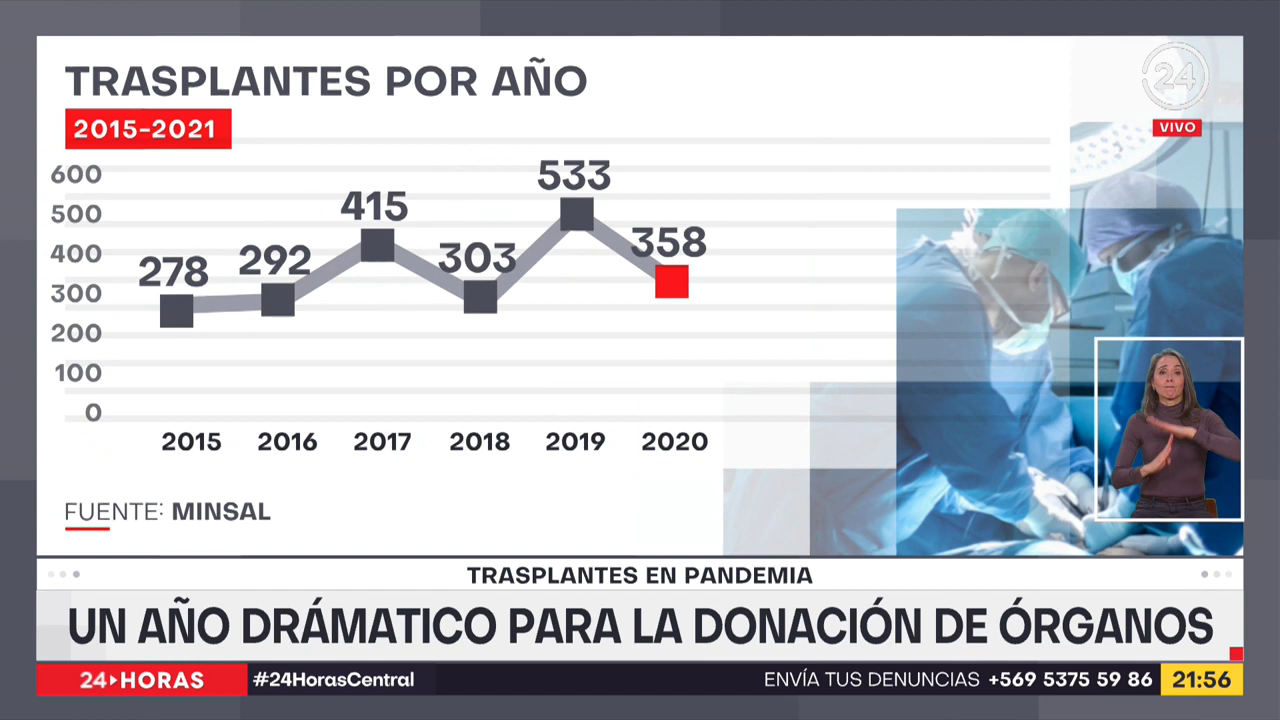 TRASPLANTES POR AÑO
2015-2021
24
VIVO
600
500
400
300
200
100
0
278
292
415
303
533
358
2015 2016 2017 2018 2019 2020
FUENTE: MINSAL
TRASPLANTES EN PANDEMIA
UN AÑO DRÁMATICO PARA LA DONACIÓN DE ÓRGANOS
24 HORAS #24HorasCentral ENVÍA TUS DENUNCIAS +569 5375 59 86 21:56